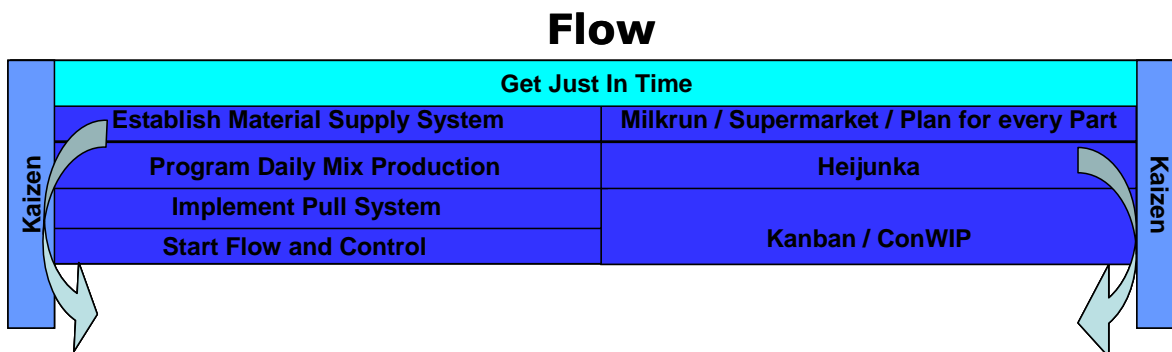 Flow
Get Just In Time
Establish Material Supply System
Milkrun / Supermarket / Plan for every Part
Program Daily Mix Production
Heijunka
Implement Pull System
Start Flow and Control
Kanban / ConWIP
Kaizen
Kaizen